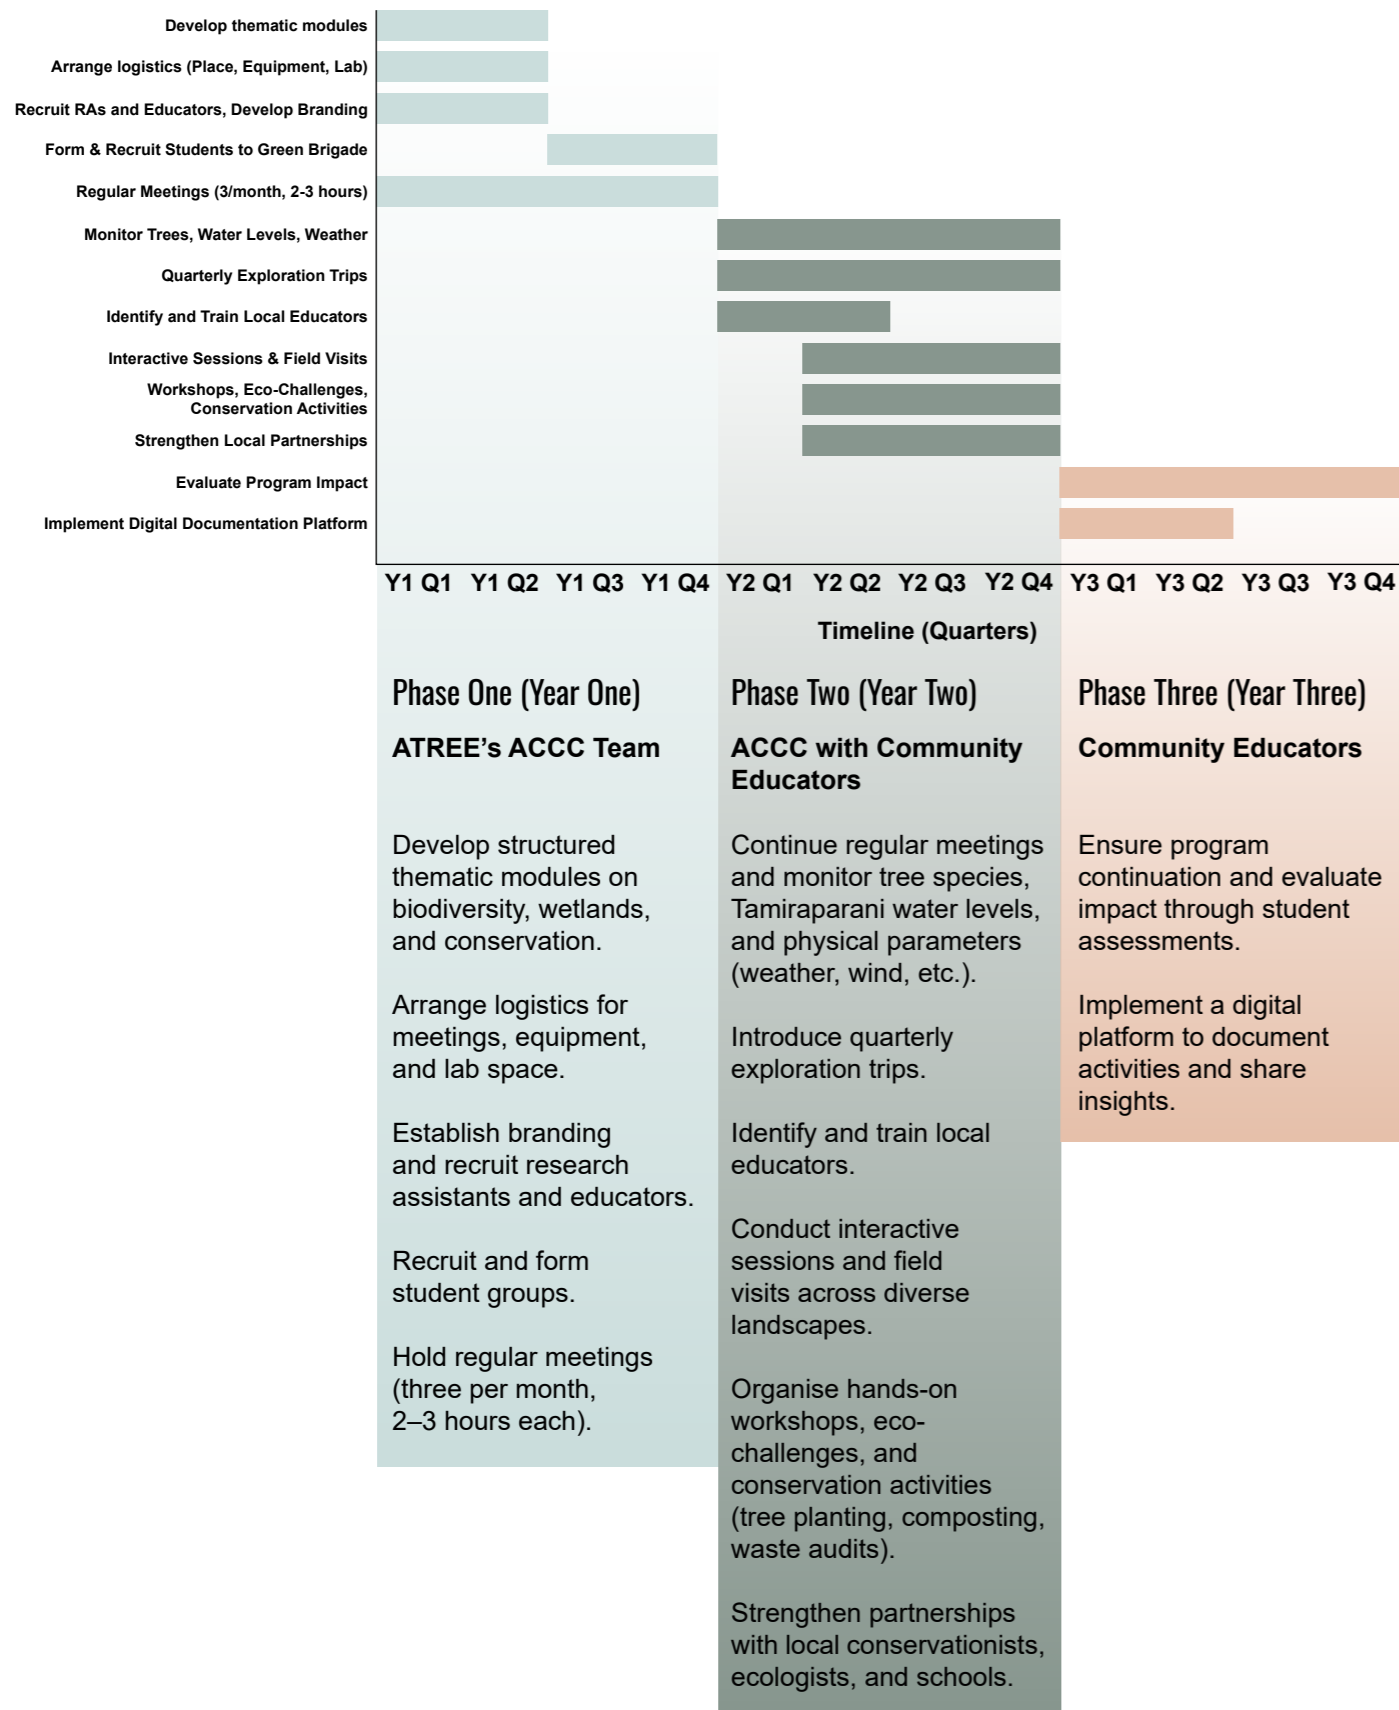 Develop thematic modules
Arrange logistics (Place, Equipment, Lab)
Recruit RAs and Educators, Develop Branding
Form & Recruit Students to Green Brigade
Regular Meetings (3/month, 2-3 hours)
Monitor Trees, Water Levels, Weather
Quarterly Exploration Trips
Identify and Train Local Educators
Interactive Sessions & Field Visits
Workshops, Eco-Challenges,
Conservation Activities
Strengthen Local Partnerships
Evaluate Program Impact
Implement Digital Documentation Platform
Y1 Q1 Y1 Q2 Y1 Q3 Y1 Q4 Y2 Q1 Y2 Q2 Y2 Q3 Y2 Q4 Y3 Q1 Y3 Q2 Y3 Q3 Y3 Q4
Timeline (Quarters)
Phase One (Year One)
ATREE’s ACCC Team
Develop structured
thematic modules on
biodiversity, wetlands,
and conservation.
Arrange logistics for
meetings, equipment,
and lab space.
Establish branding
and recruit research
assistants and educators.
Recruit and form
student groups.
Hold regular meetings
(three per month,
2–3 hours each).
Phase Two (Year Two)
ACCC with Community
Educators
Continue regular meetings
and monitor tree species,
Tamiraparani water levels,
and physical parameters
(weather, wind, etc.).
Introduce quarterly
exploration trips.
Identify and train local
educators.
Conduct interactive
sessions and field
visits across diverse
landscapes.
Organise hands-on
workshops, eco-
challenges, and
conservation activities
(tree planting, composting,
waste audits).
Strengthen partnerships
with local conservationists,
ecologists, and schools.
Phase Three (Year Three)
Community Educators
Ensure program
continuation and evaluate
impact through student
assessments.
Implement a digital
platform to document
activities and share
insights.